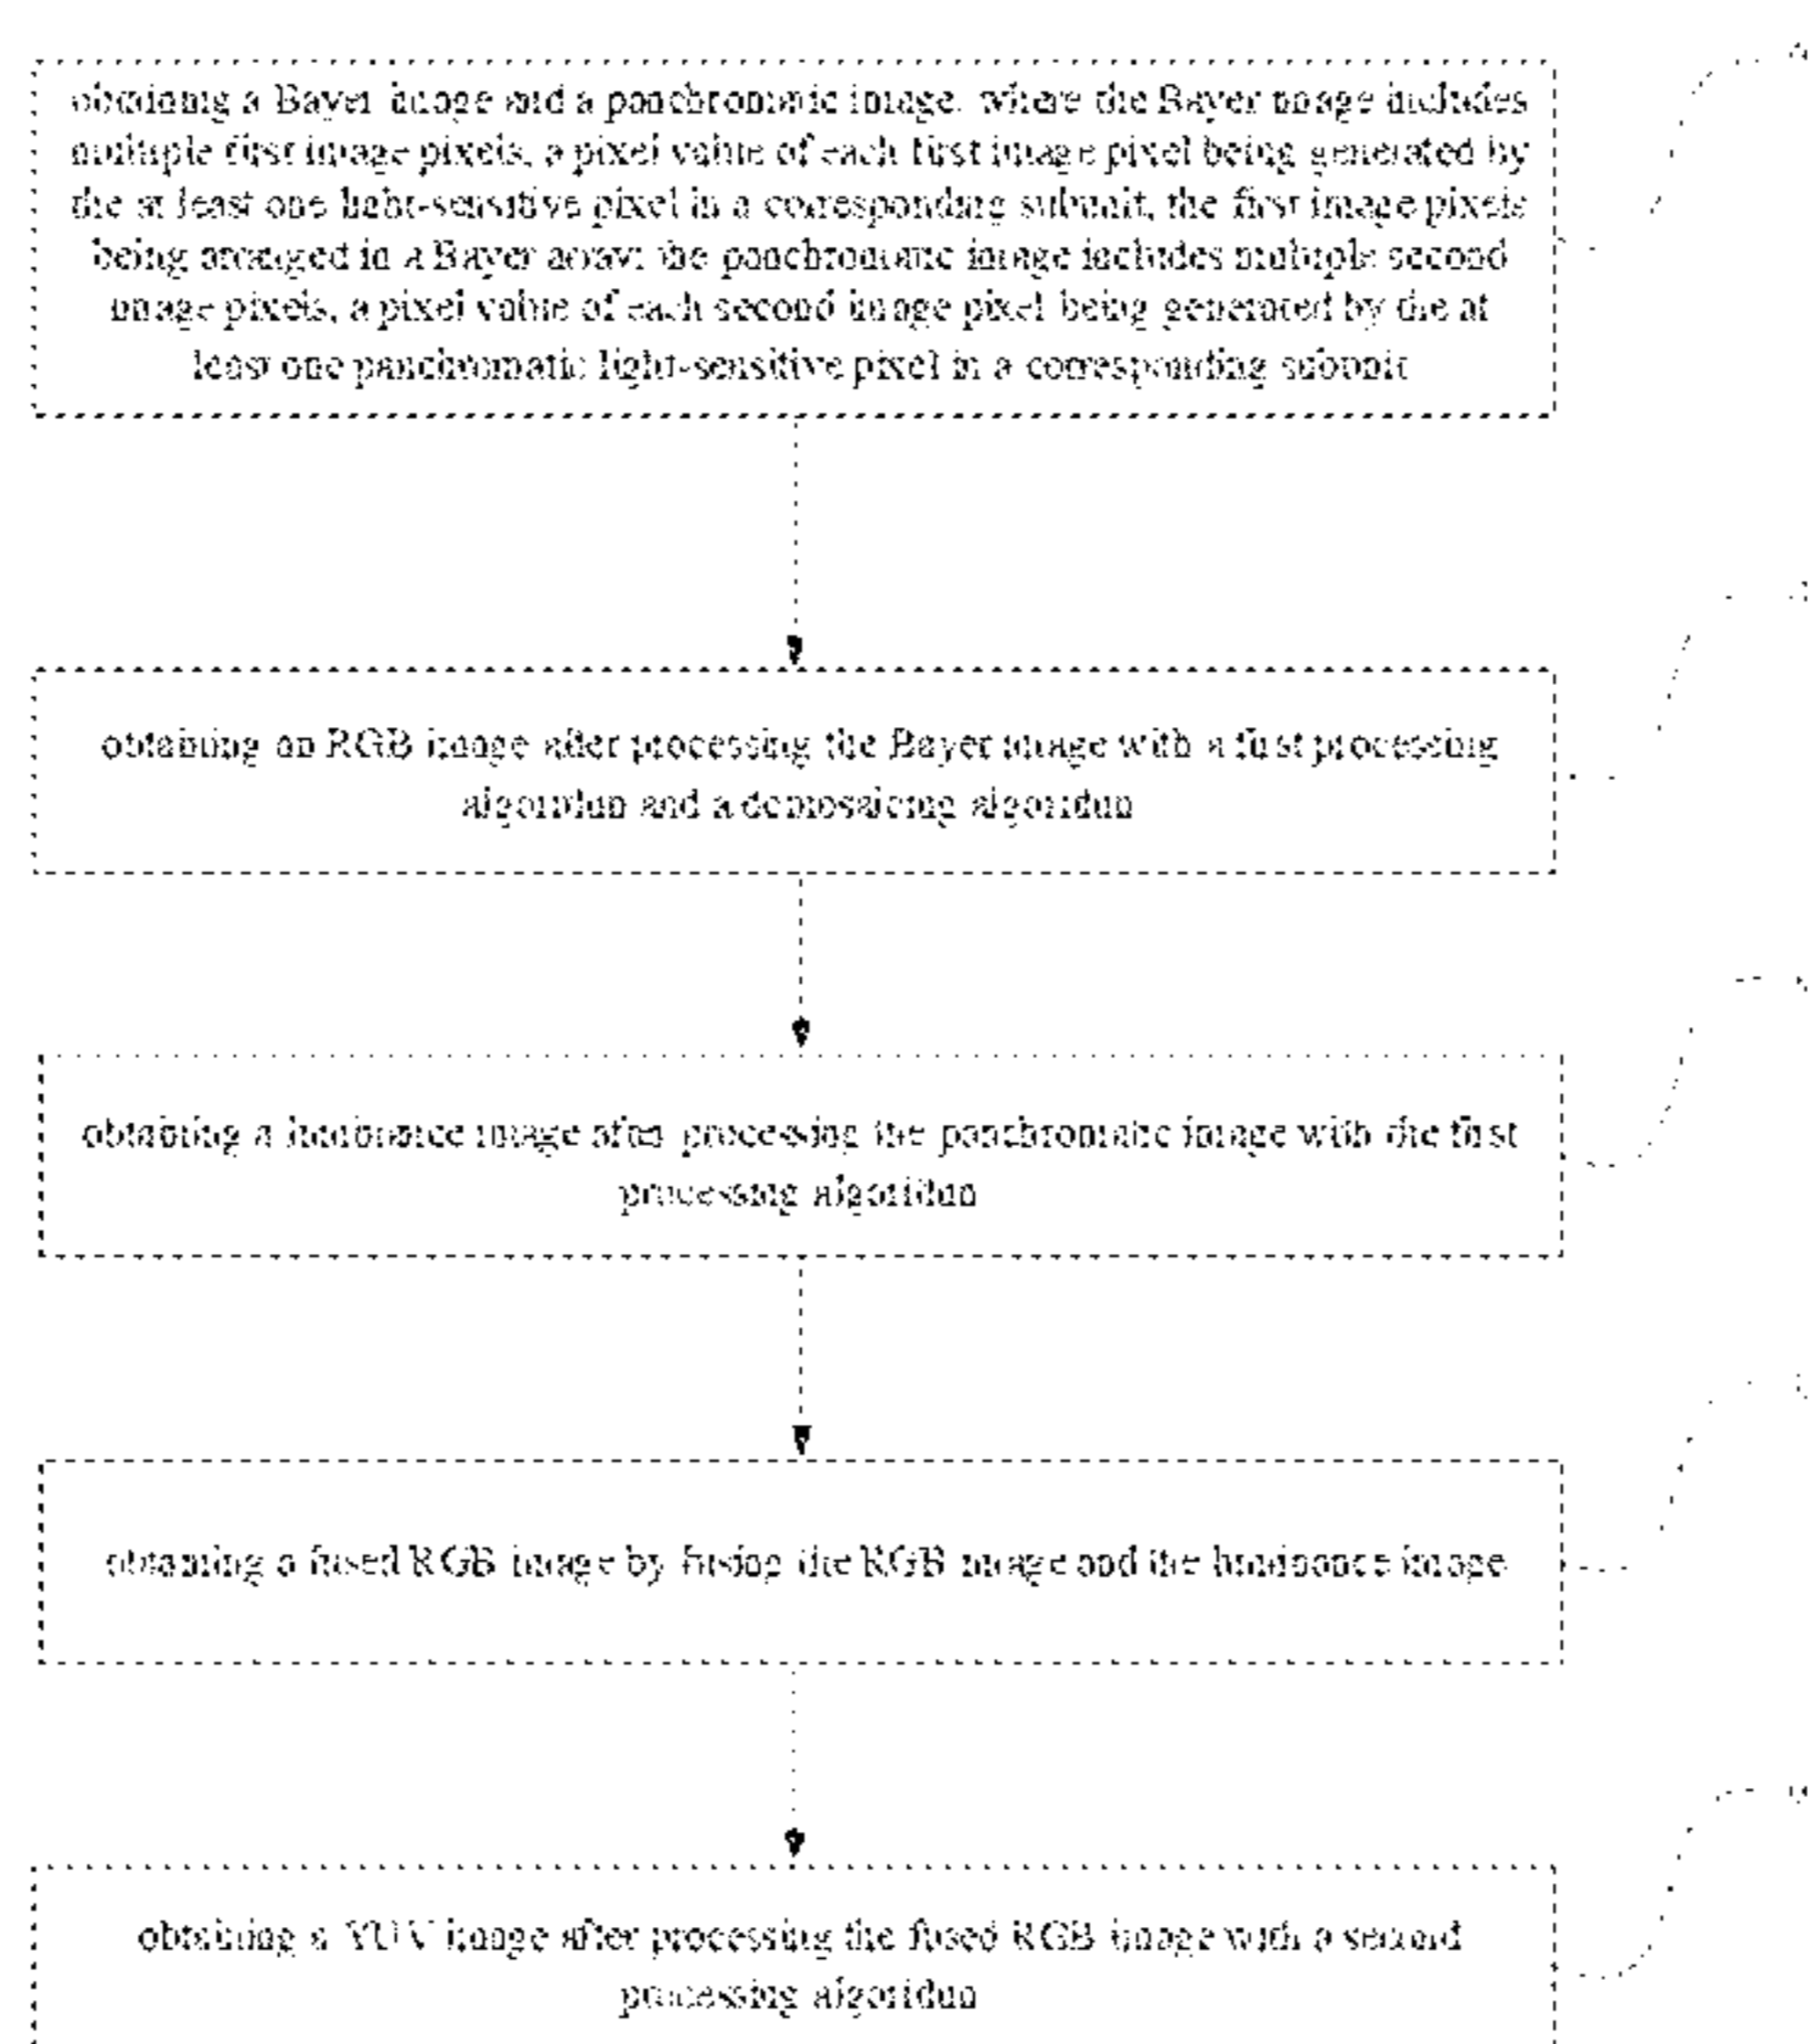 obtaining a Bayer image and a panchromatic image, where the Bayer image includes
multiple first image pixels, a pixel value of each first image pixel being generated by
the at least one light-sensitive pixel in a corresponding subunit, the first image pixels
being arranged in a Bayer array; the panchromatic image includes multiple second
image pixels, a pixel value of each second image pixel being generated by the at
least one panchromatic light-sensitive pixel in a corresponding subunit
obtaining an RGB image after processing the Bayer image with a first processing
algorithm and a demosaicing algorithm
obtaining a luminance image after processing the panchromatic image with the first
processing algorithm
obtaining a fused RGB image by fusing the RGB image and the luminance image
obtaining a YUV image after processing the fused RGB image with a second
processing algorithm